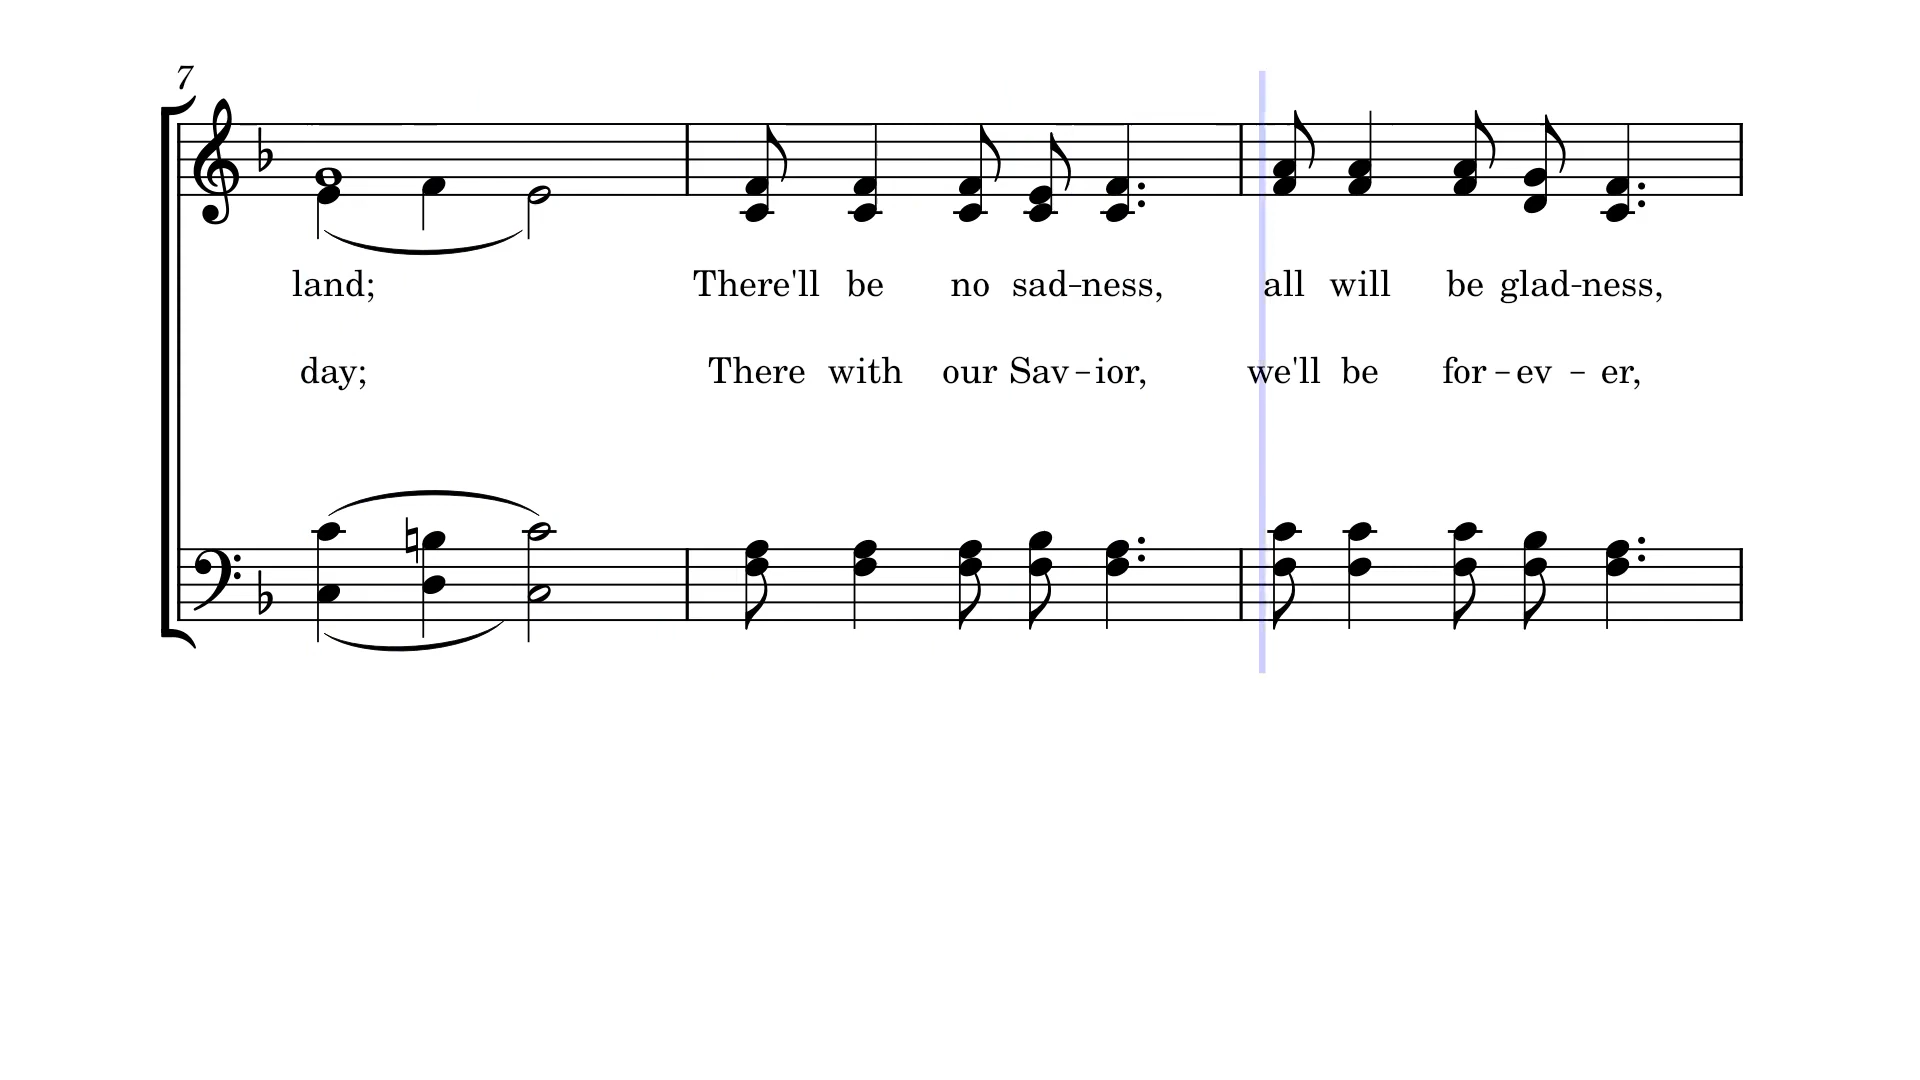 7
land; There'll be no sad-ness, all will be glad-ness,
day; There with our Sav-ior, we'll be for-ev-er,